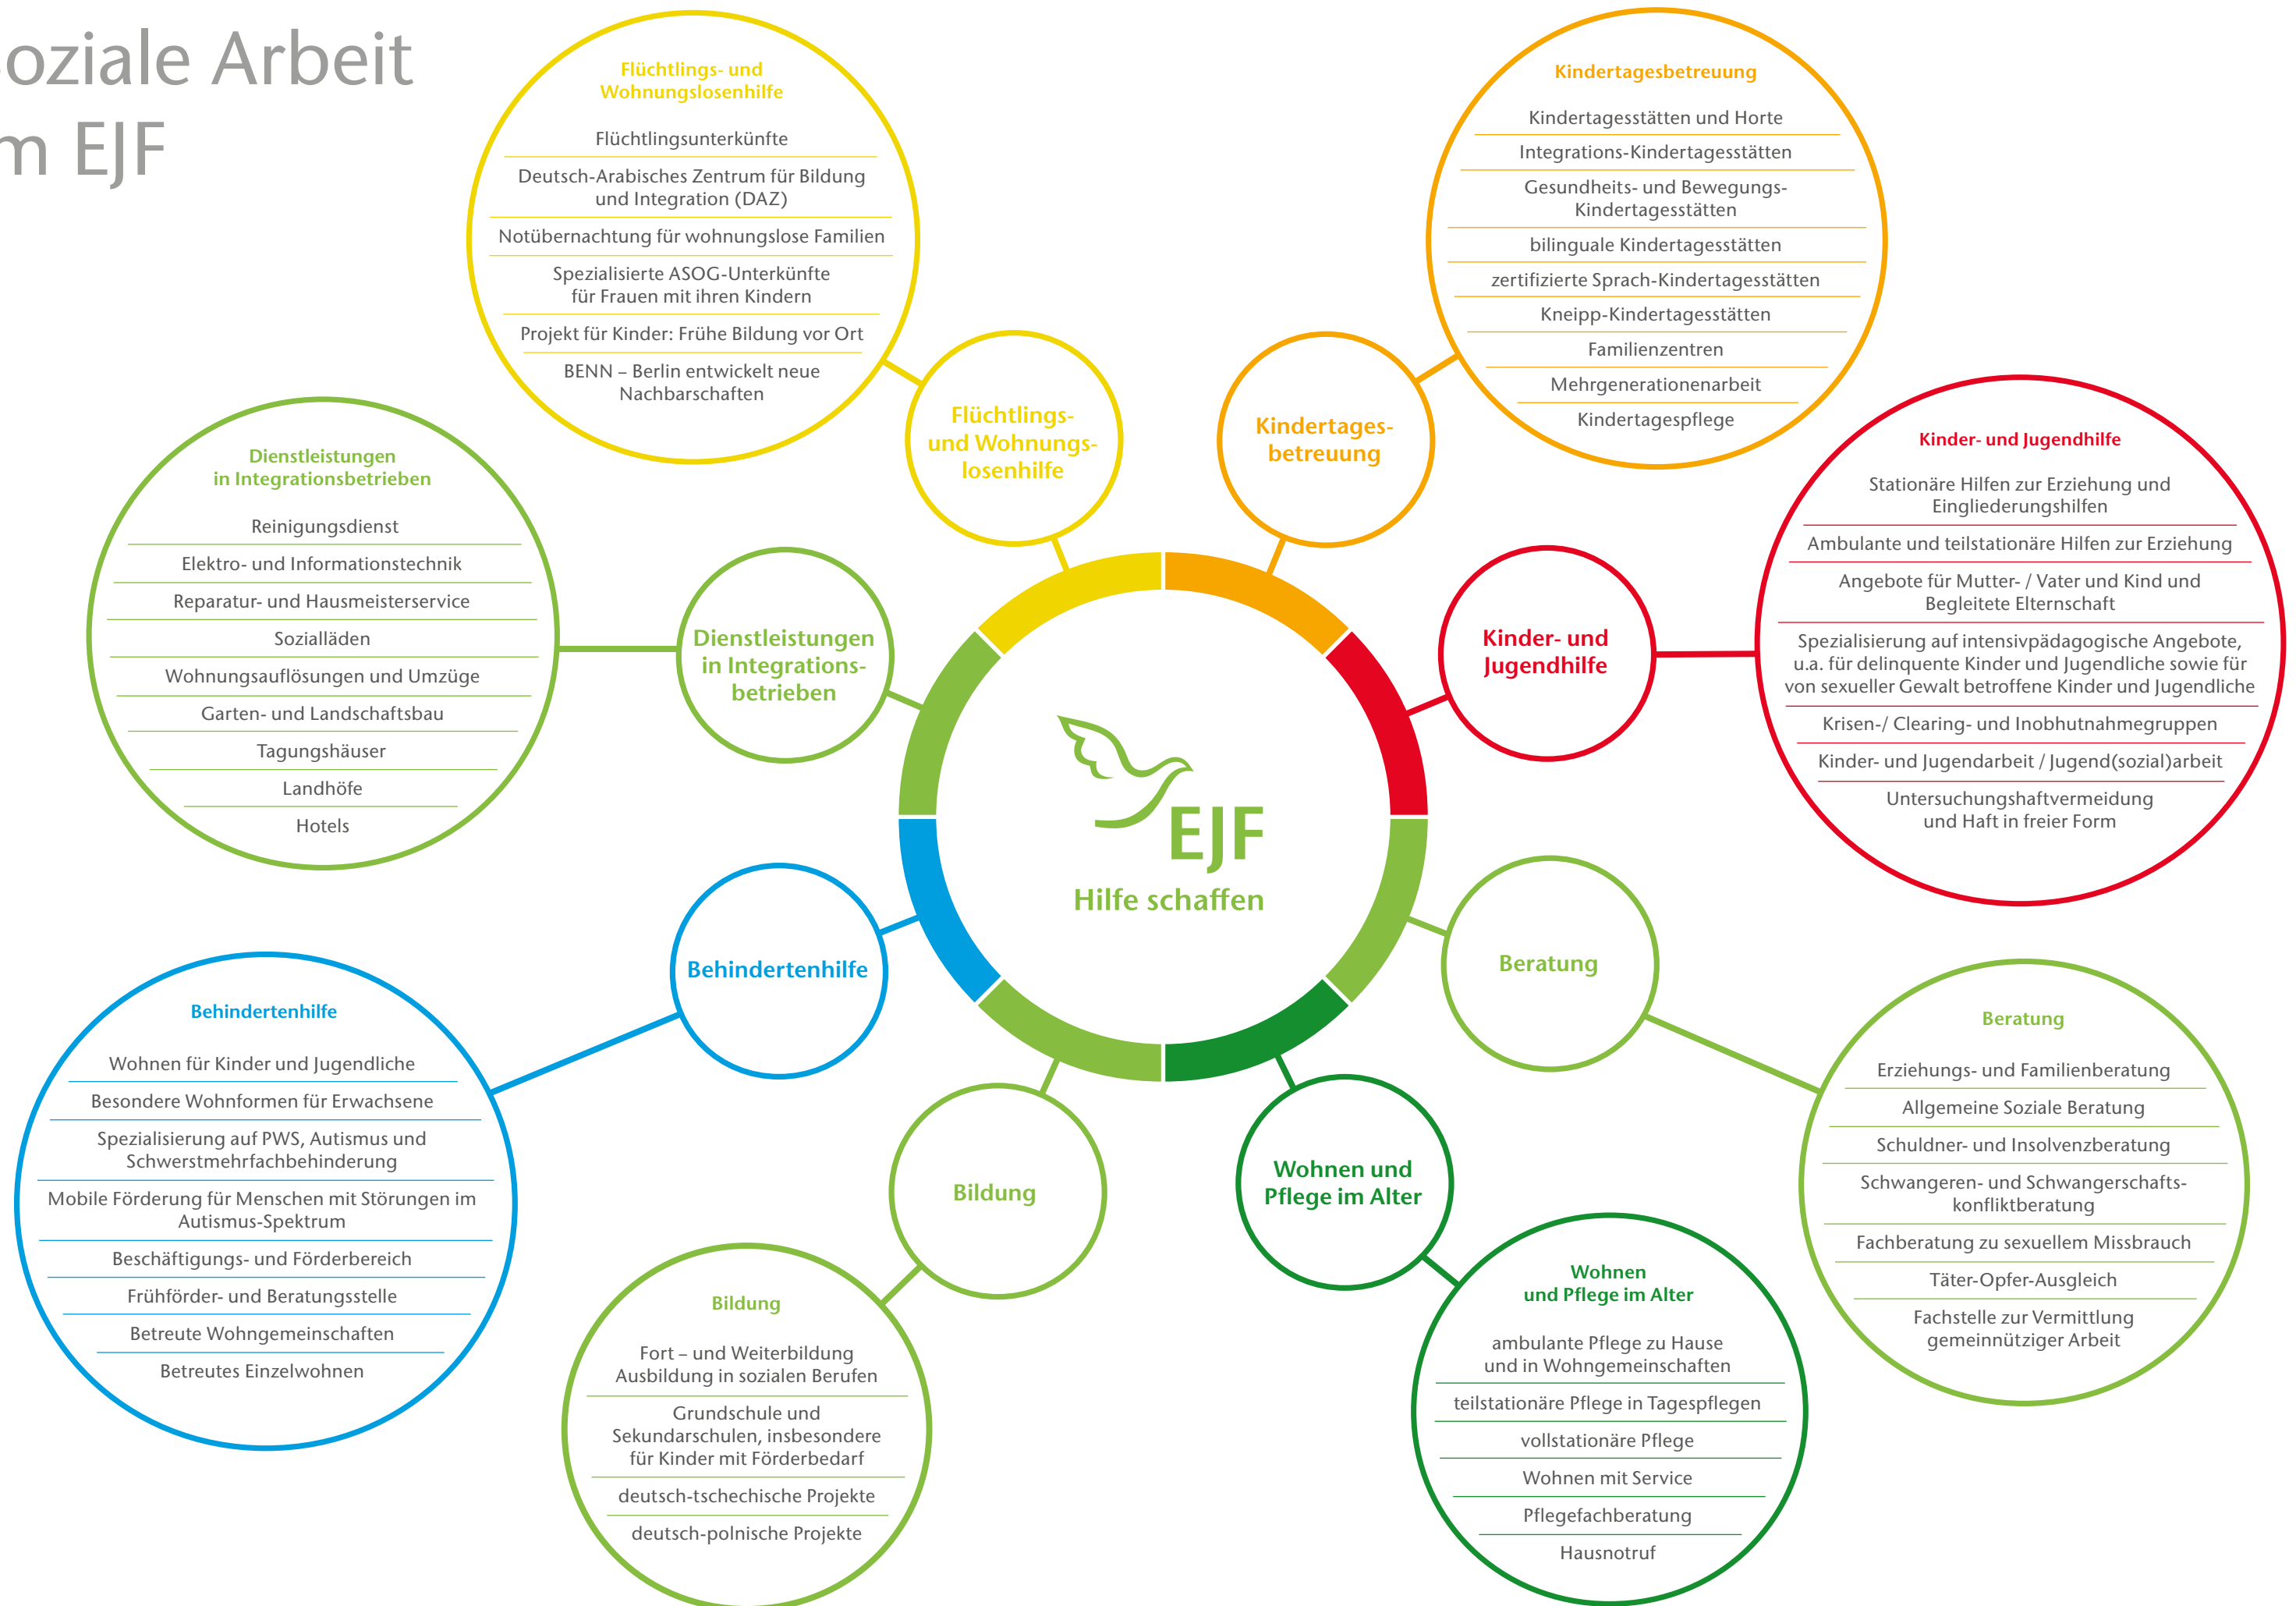 oziale Arbeit
m EJF
Flüchtlings- und
Wohnungslosenhilfe
Flüchtlingsunterkünfte
Deutsch-Arabisches Zentrum für Bildung
und Integration (DAZ)
Notübernachtung für wohnungslose Familien
Spezialisierte ASOG-Unterkünfte
für Frauen mit ihren Kindern
Projekt für Kinder: Frühe Bildung vor Ort
BENN – Berlin entwickelt neue
Nachbarschaften
Flüchtlings-
und Wohnungs-
losenhilfe
Kindertagesbetreuung
Kindertagesstätten und Horte
Integrations-Kindertagesstätten
Gesundheits- und Bewegungs-
Kindertagesstätten
bilinguale Kindertagesstätten
zertifizierte Sprach-Kindertagesstätten
Kneipp-Kindertagesstätten
Familienzentren
Mehrgenerationenarbeit
Kindertagespflege
Kindertages-
betreuung
Kinder- und Jugendhilfe
Stationäre Hilfen zur Erziehung und
Eingliederungshilfen
Ambulante und teilstationäre Hilfen zur Erziehung
Angebote für Mutter- / Vater und Kind und
Begleitete Elternschaft
Spezialisierung auf intensivpädagogische Angebote,
u.a. für delinquente Kinder und Jugendliche sowie für
von sexueller Gewalt betroffene Kinder und Jugendliche
Krisen-/ Clearing- und Inobhutnahmegruppen
Kinder- und Jugendarbeit / Jugend(sozial)arbeit
Untersuchungshaftvermeidung
und Haft in freier Form
Kinder- und
Jugendhilfe
Dienstleistungen
in Integrationsbetrieben
Reinigungsdienst
Elektro- und Informationstechnik
Reparatur- und Hausmeisterservice
Sozialläden
Wohnungsauflösungen und Umzüge
Garten- und Landschaftsbau
Tagungshäuser
Landhöfe
Hotels
Dienstleistungen
in Integrations-
betrieben
EJF
Hilfe schaffen
Behindertenhilfe
Behindertenhilfe
Wohnen für Kinder und Jugendliche
Besondere Wohnformen für Erwachsene
Spezialisierung auf PWS, Autismus und
Schwerstmehrfachbehinderung
Mobile Förderung für Menschen mit Störungen im
Autismus-Spektrum
Beschäftigungs- und Förderbereich
Frühförder- und Beratungsstelle
Betreute Wohngemeinschaften
Betreutes Einzelwohnen
Beratung
Beratung
Erziehungs- und Familienberatung
Allgemeine Soziale Beratung
Schuldner- und Insolvenzberatung
Schwangeren- und Schwangerschafts-
konfliktberatung
Fachberatung zu sexuellem Missbrauch
Täter-Opfer-Ausgleich
Fachstelle zur Vermittlung
gemeinnütziger Arbeit
Bildung
Bildung
Fort – und Weiterbildung
Ausbildung in sozialen Berufen
Grundschule und
Sekundarschulen, insbesondere
für Kinder mit Förderbedarf
deutsch-tschechische Projekte
deutsch-polnische Projekte
Wohnen und
Pflege im Alter
Wohnen
und Pflege im Alter
ambulante Pflege zu Hause
und in Wohngemeinschaften
teilstationäre Pflege in Tagespflegen
vollstationäre Pflege
Wohnen mit Service
Pflegefachberatung
Hausnotruf